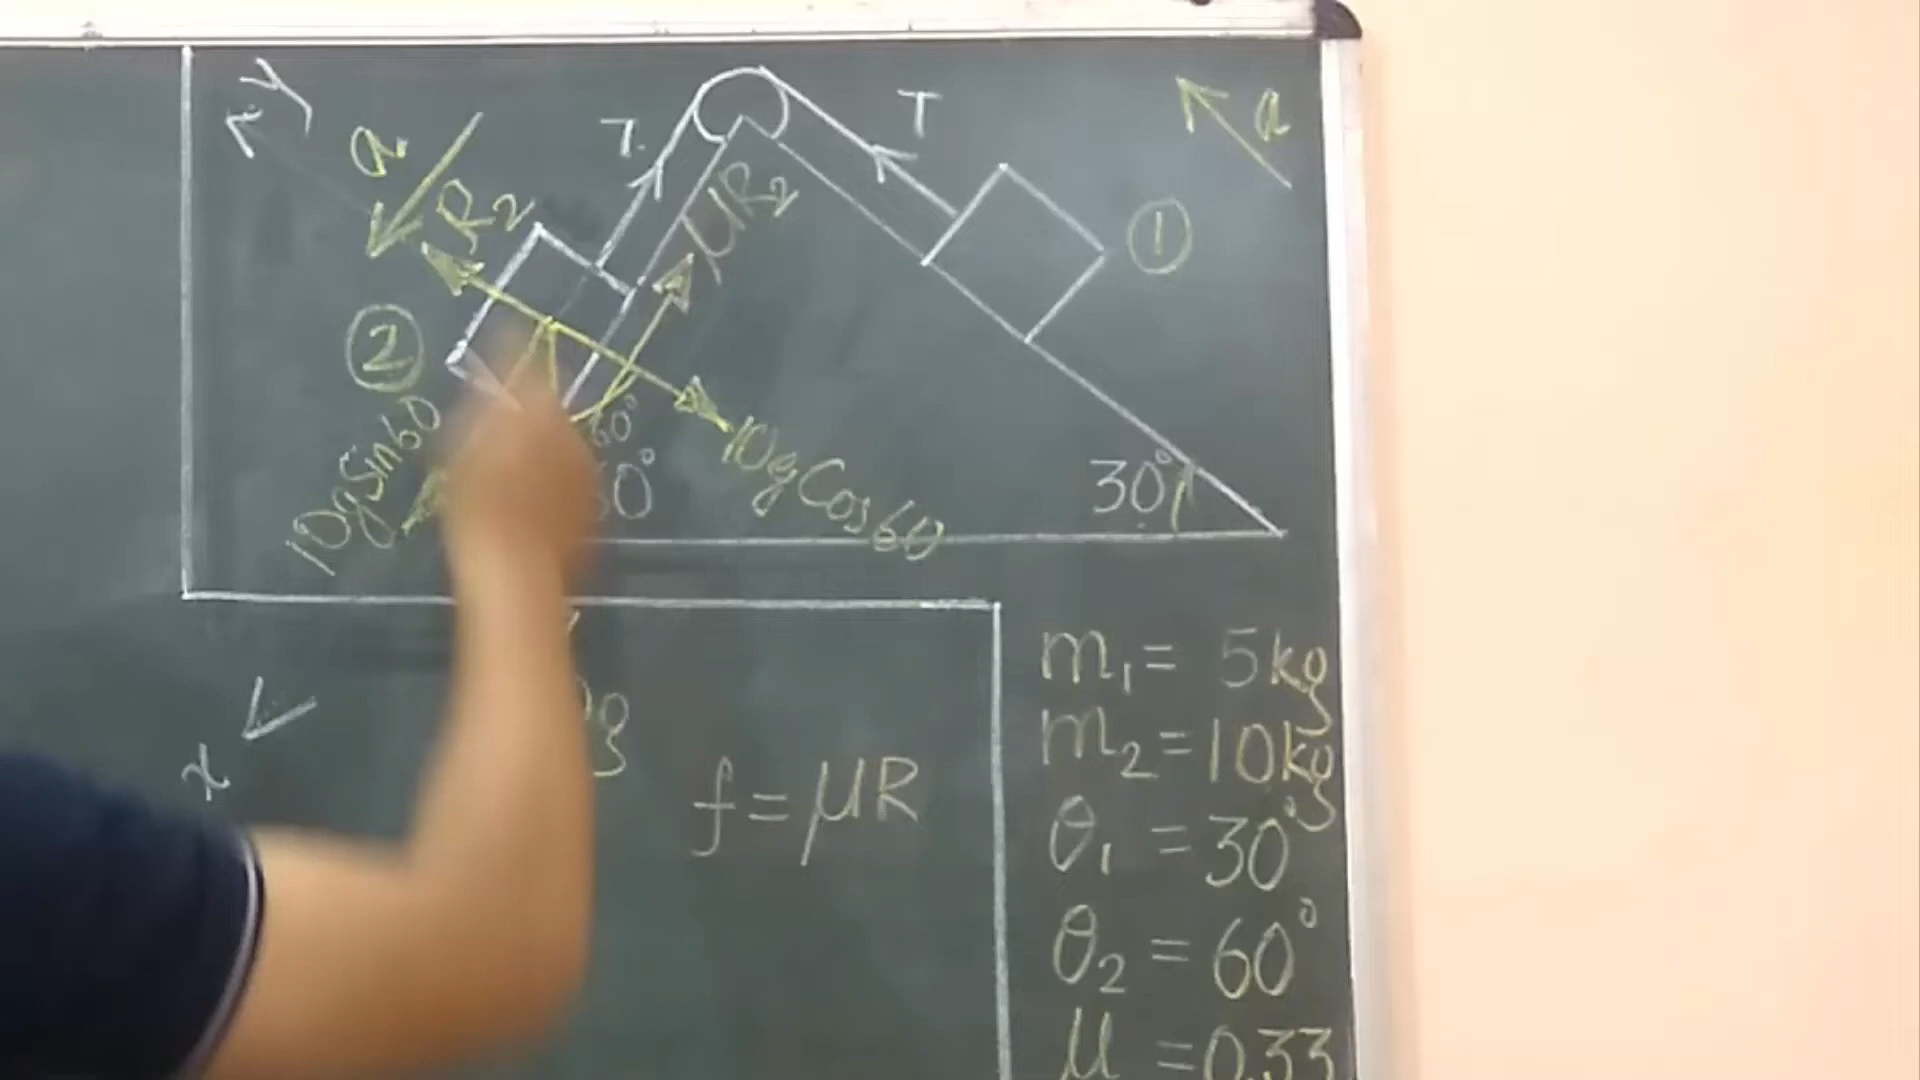 y
a
T
T
a
R2
μR2
1
2
10gSin60
60°
60°
10gCos60
30°
x
g
f = μR
m1 = 5kg
m2 = 10kg
θ1 = 30°
θ2 = 60°
μ = 0.33